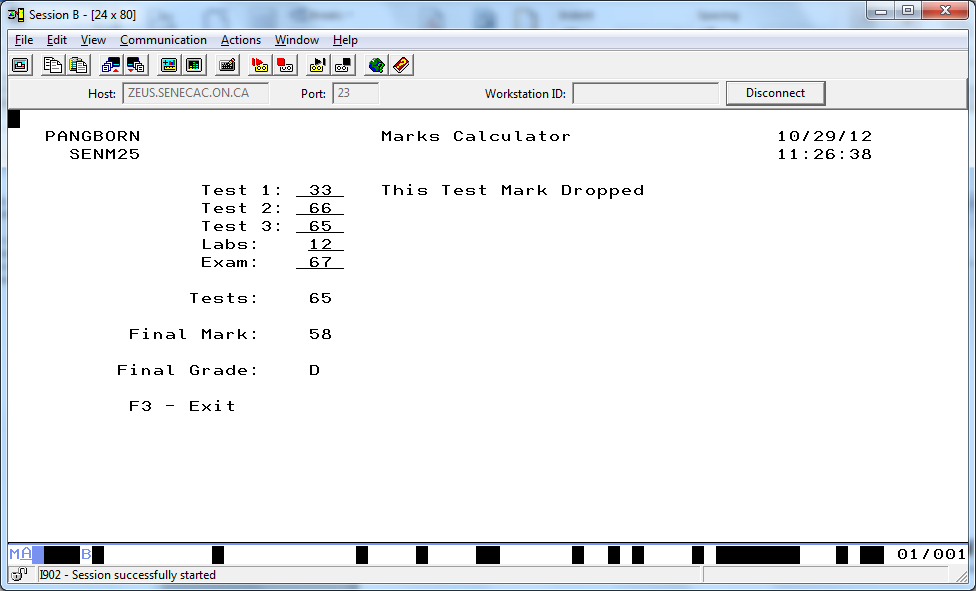 Session B - [24 x 80]
File Edit View Communication Actions Window Help
Host: ZEUS.SENECAC.ON.CA Port: 23 Workstation ID: Disconnect
PANGBORN Marks Calculator 10/29/12
SENM25 11:26:38
Test 1: 33 This Test Mark Dropped
Test 2: 66
Test 3: 65
Labs: 12
Exam: 67
Tests: 65
Final Mark: 58
Final Grade: D
F3 - Exit
MA B 01/001
I902 - Session successfully started